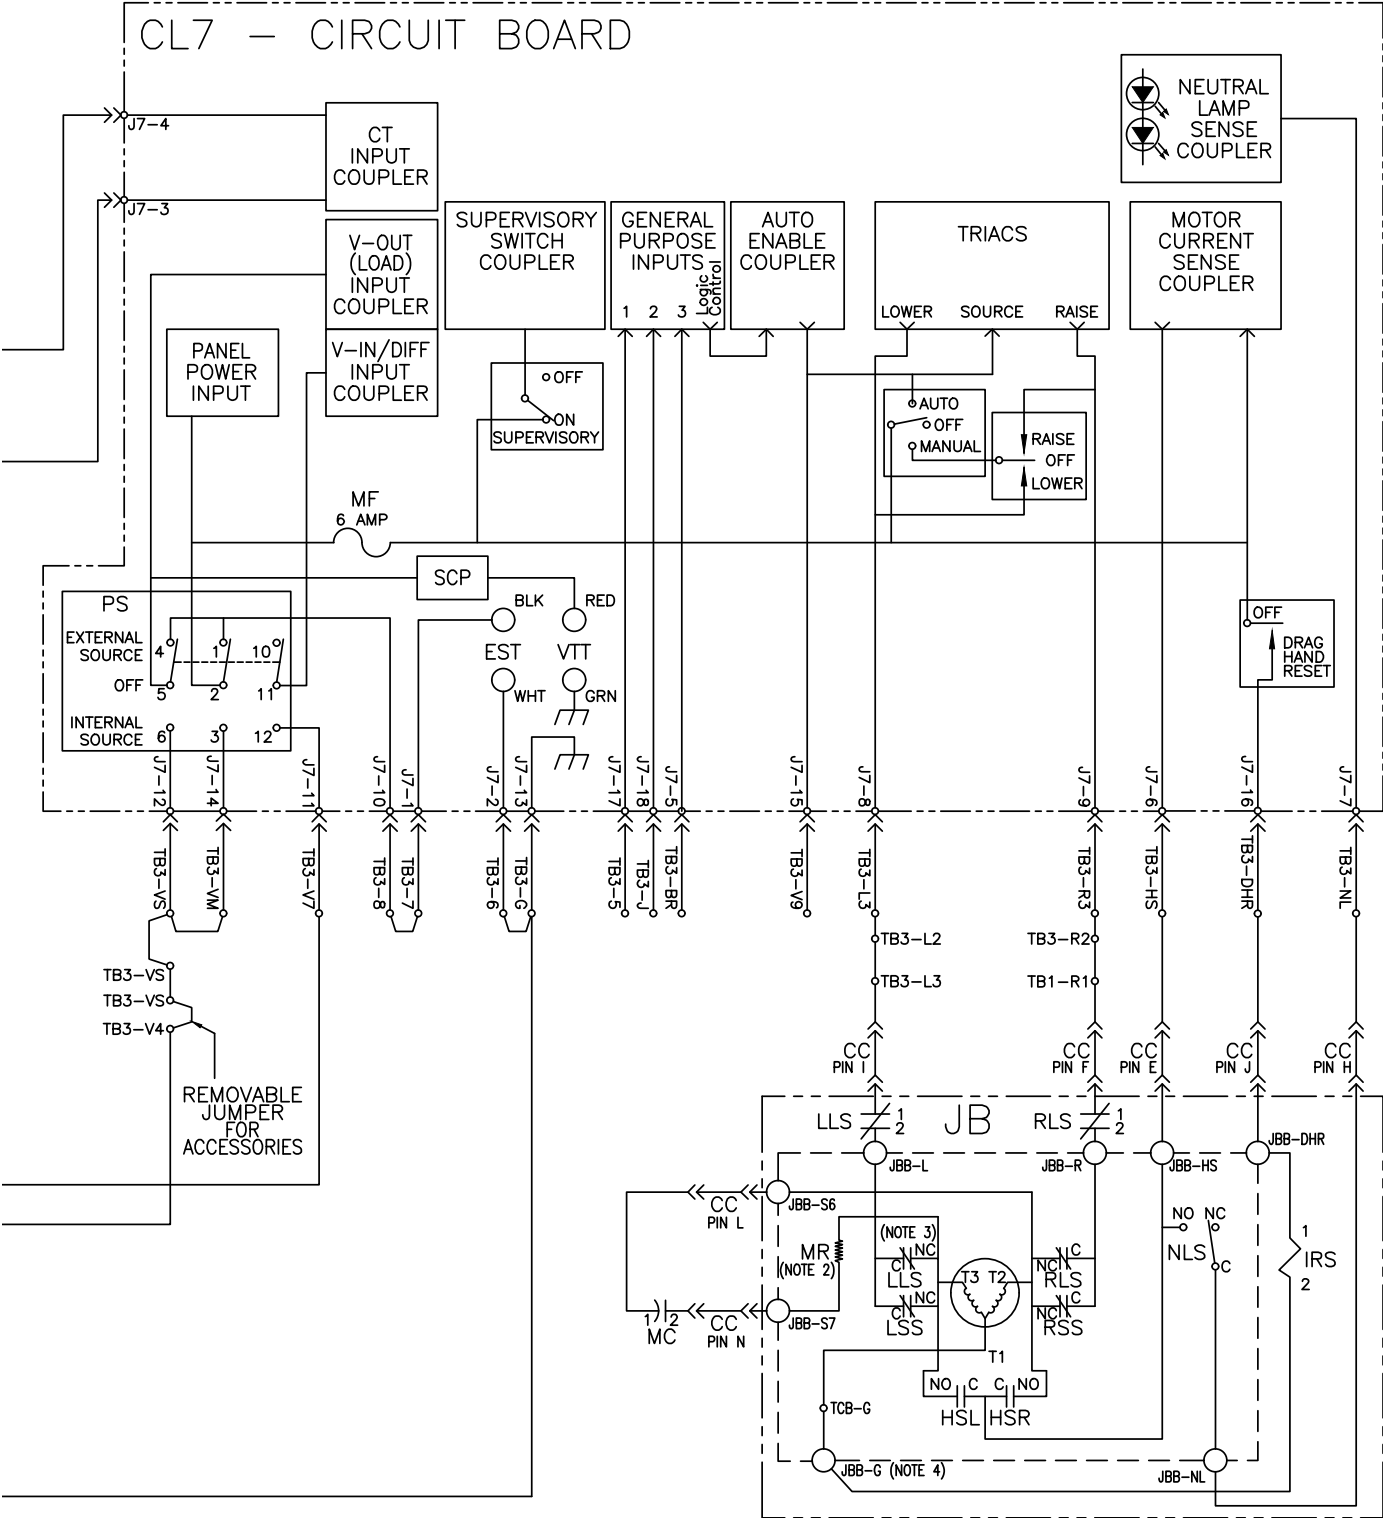 CL7 – CIRCUIT BOARD
NEUTRAL
LAMP
SENSE
COUPLER
J7-4
J7-3
CT
INPUT
COUPLER
V-OUT
(LOAD)
INPUT
COUPLER
V-IN/DIFF
INPUT
COUPLER
PANEL
POWER
INPUT
SUPERVISORY
SWITCH
COUPLER
GENERAL
PURPOSE
INPUTS
1 2 3
Logic
Control
AUTO
ENABLE
COUPLER
TRIACS
LOWER SOURCE RAISE
MOTOR
CURRENT
SENSE
COUPLER
OFF
ON
SUPERVISORY
AUTO
OFF
MANUAL
RAISE
OFF
LOWER
MF
6 AMP
SCP
PS
EXTERNAL
SOURCE
4 1 10
OFF
5 2 11
INTERNAL
SOURCE
6 3 12
BLK RED
EST VTT
WHT GRN
OFF
DRAG
HAND
RESET
J7-12
J7-14
J7-11
J7-10
J7-1
J7-2
J7-13
J7-17
J7-18
J7-5
J7-15
J7-8
J7-9
J7-6
J7-16
J7-7
TB3-VS
TB3-VM
TB3-V7
TB3-8
TB3-7
TB3-6
TB3-G
TB3-5
TB3-J
TB3-BR
TB3-V9
TB3-L3
TB3-R3
TB3-HS
TB3-DHR
TB3-NL
TB3-L2
TB3-R2
TB3-L3
TB1-R1
TB3-VS
TB3-VS
TB3-V4
REMOVABLE
JUMPER
FOR
ACCESSORIES
CC
PIN I
CC
PIN F
CC
PIN E
CC
PIN J
CC
PIN H
LLS 1
2
JB
RLS 1
2
JBB-L
JBB-R
JBB-HS
JBB-DHR
CC
PIN L
JBB-S6
MR
(NOTE 2)
(NOTE 3)
NC
C
LLS
NC
C
LSS
T3 T2
T1
C
NC
RLS
C
NC
RSS
NO NC
NLS
C
1
IRS
2
1 2
MC
CC
PIN N
JBB-S7
NO C C NO
HSL HSR
TCB-G
JBB-G (NOTE 4)
JBB-NL